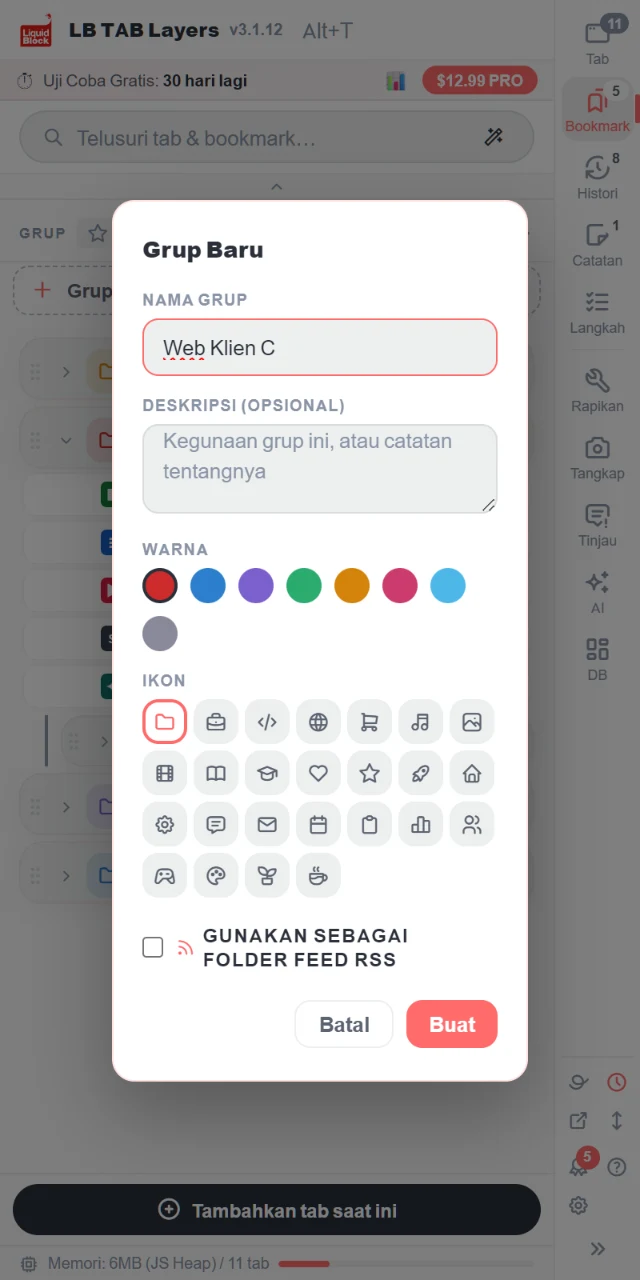 Liquid Block
LB TAB Layers v3.1.12 Alt+T
Uji Coba Gratis: 30 hari lagi
$12.99 PRO
Telusuri tab & bookmark…
GRUP
Grup
Grup Baru
NAMA GRUP
Web Klien C
DESKRIPSI (OPSIONAL)
Kegunaan grup ini, atau catatan
tentangnya
WARNA
IKON
GUNAKAN SEBAGAI
FOLDER FEED RSS
Batal
Buat
Tambahkan tab saat ini
Memori: 6MB (JS Heap) / 11 tab
11
Tab
5
Bookmark
8
Histori
1
Catatan
Langkah
Rapikan
Tangkap
Tinjau
AI
DB
5